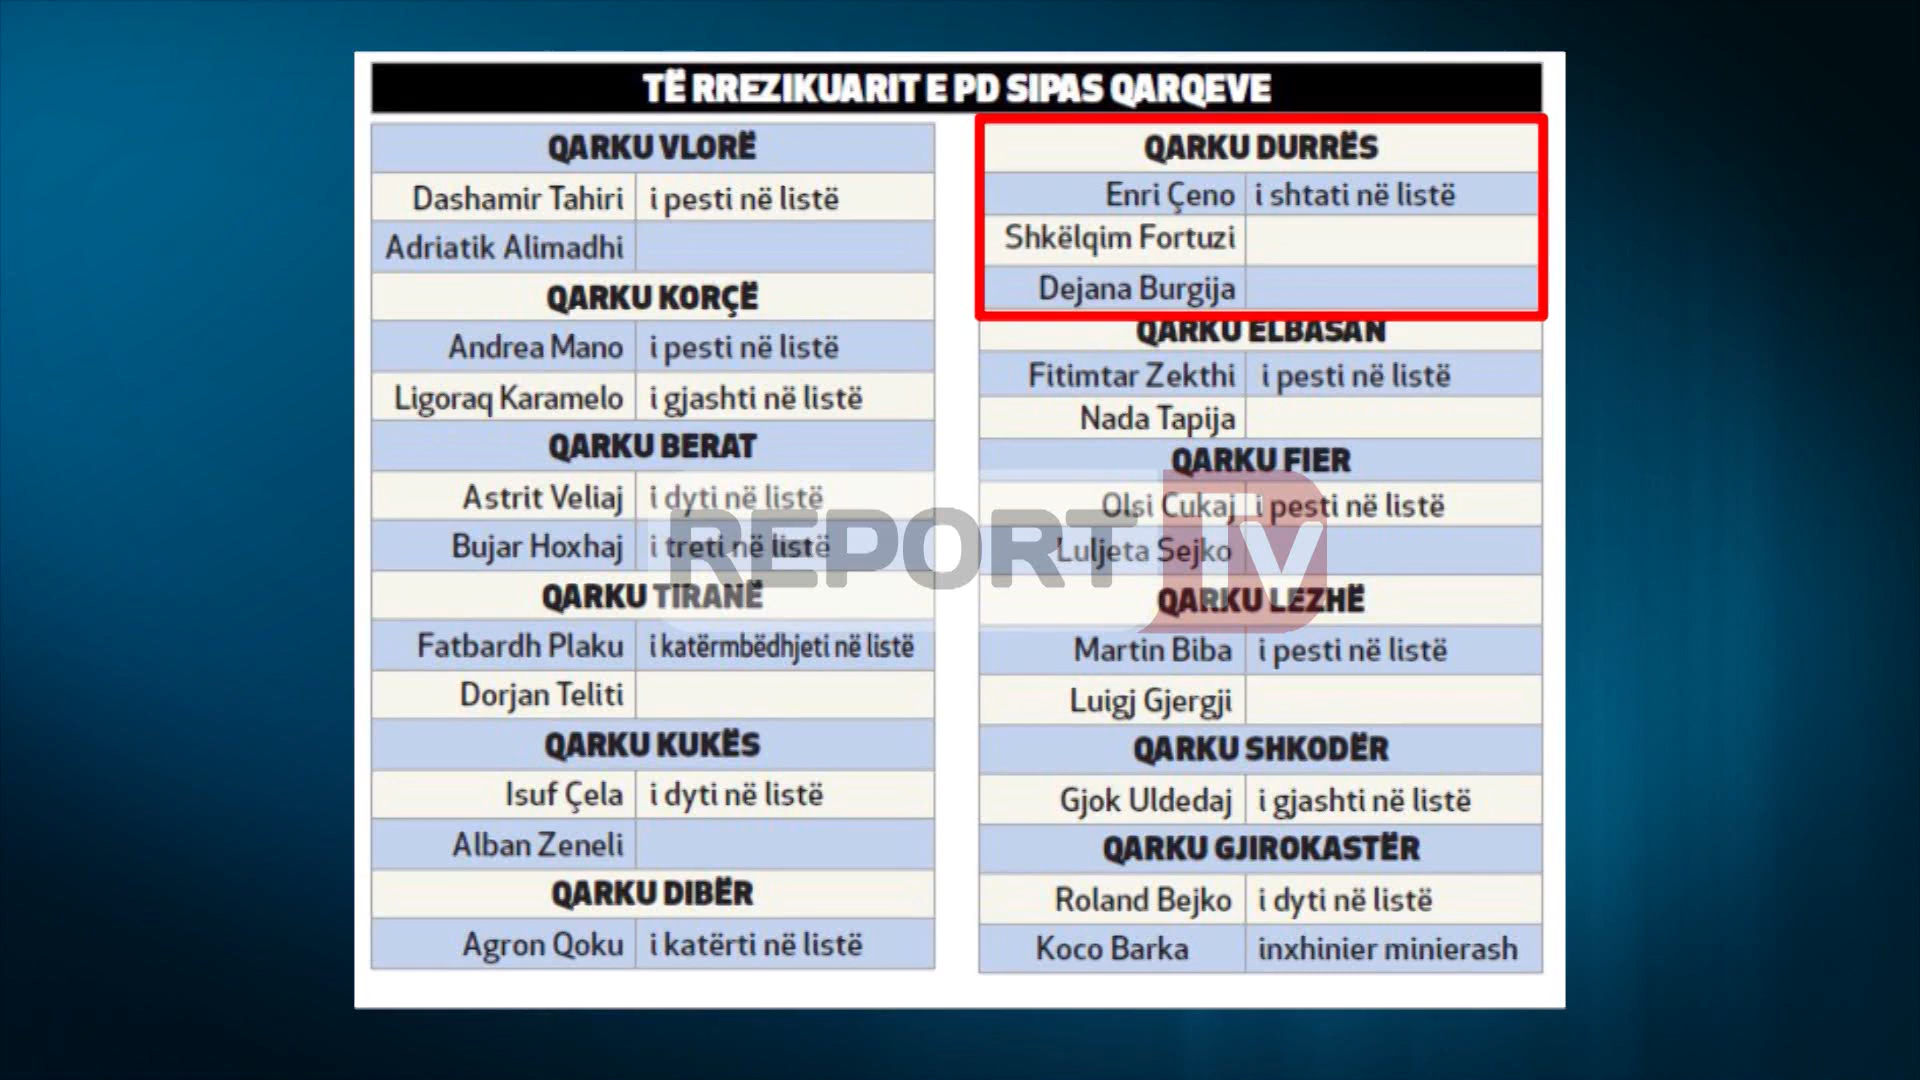 TË RREZIKUARIT E PD SIPAS QARQEVE
QARKU VLORË
Dashamir Tahiri i pesti në listë
Adriatik Alimadhi
QARKU KORÇË
Andrea Mano i pesti në listë
Ligoraq Karamelo i gjashti në listë
QARKU BERAT
Astrit Veliaj i dyti në listë
Bujar Hoxhaj i treti në listë
QARKU TIRANË
Fatbardh Plaku i katërmbëdhjeti në listë
Dorjan Teliti
QARKU KUKËS
Isuf Çela i dyti në listë
Alban Zeneli
QARKU DIBËR
Agron Qoku i katërti në listë
QARKU DURRËS
Enri Çeno i shtati në listë
Shkëlqim Fortuzi
Dejana Burgija
QARKU ELBASAN
Fitimtar Zekthi i pesti në listë
Nada Tapija
QARKU FIER
Olsi Cukaj i pesti në listë
Luljeta Sejko
QARKU LEZHË
Martin Biba i pesti në listë
Luigj Gjergji
QARKU SHKODËR
Gjok Uldedaj i gjashti në listë
QARKU GJIROKASTËR
Roland Bejko i dyti në listë
Koco Barka inxhinier minierash
REPORT TV